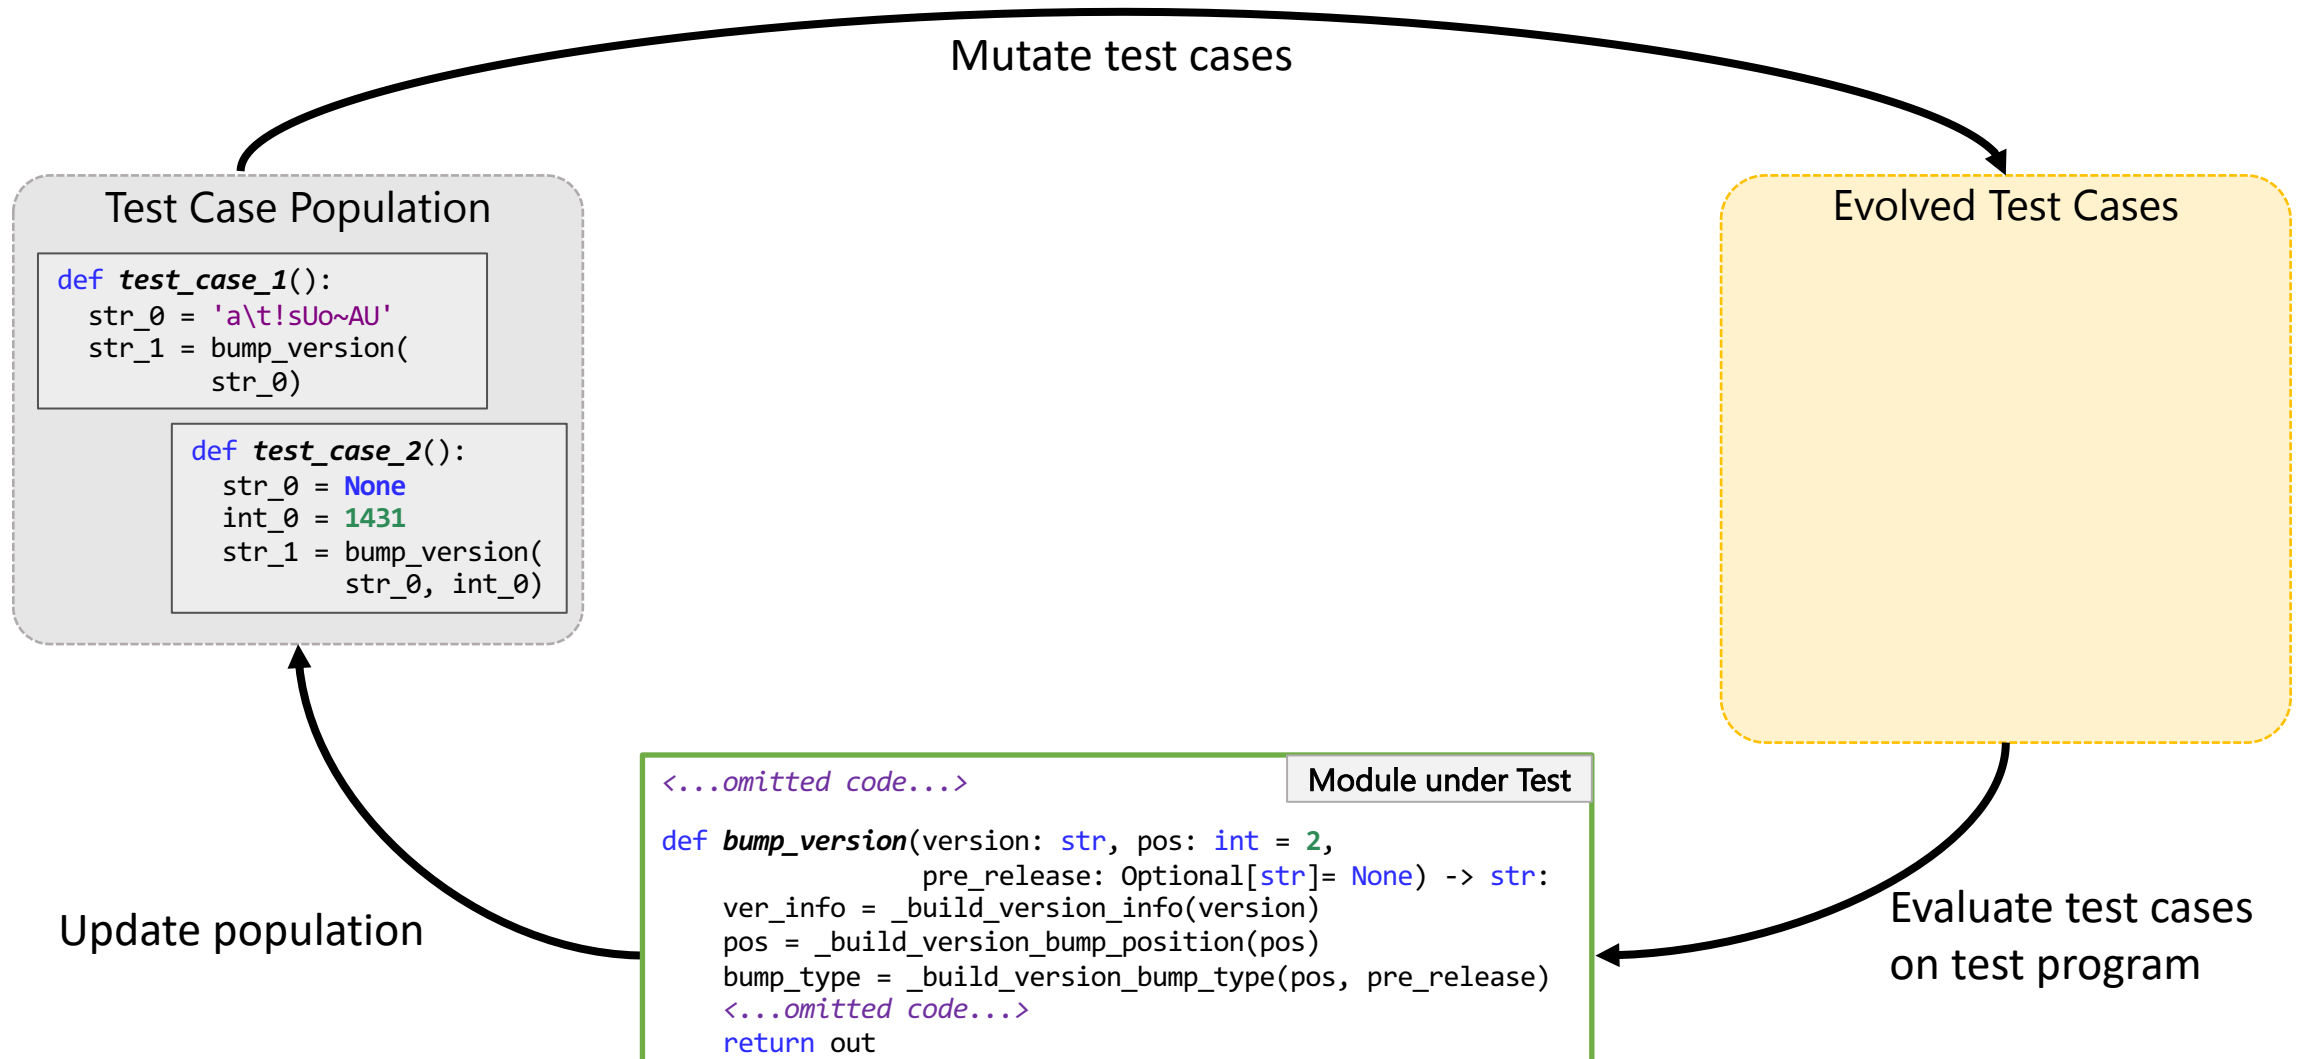 Mutate test cases
Test Case Population
def test_case_1():
  str_0 = 'a\t!sUo~AU'
  str_1 = bump_version(
          str_0)
def test_case_2():
  str_0 = None
  int_0 = 1431
  str_1 = bump_version(
          str_0, int_0)
Evolved Test Cases
Update population
<...omitted code...>
Module under Test
def bump_version(version: str, pos: int = 2,
                 pre_release: Optional[str]= None) -> str:
    ver_info = _build_version_info(version)
    pos = _build_version_bump_position(pos)
    bump_type = _build_version_bump_type(pos, pre_release)
    <...omitted code...>
    return out
Evaluate test cases
on test program